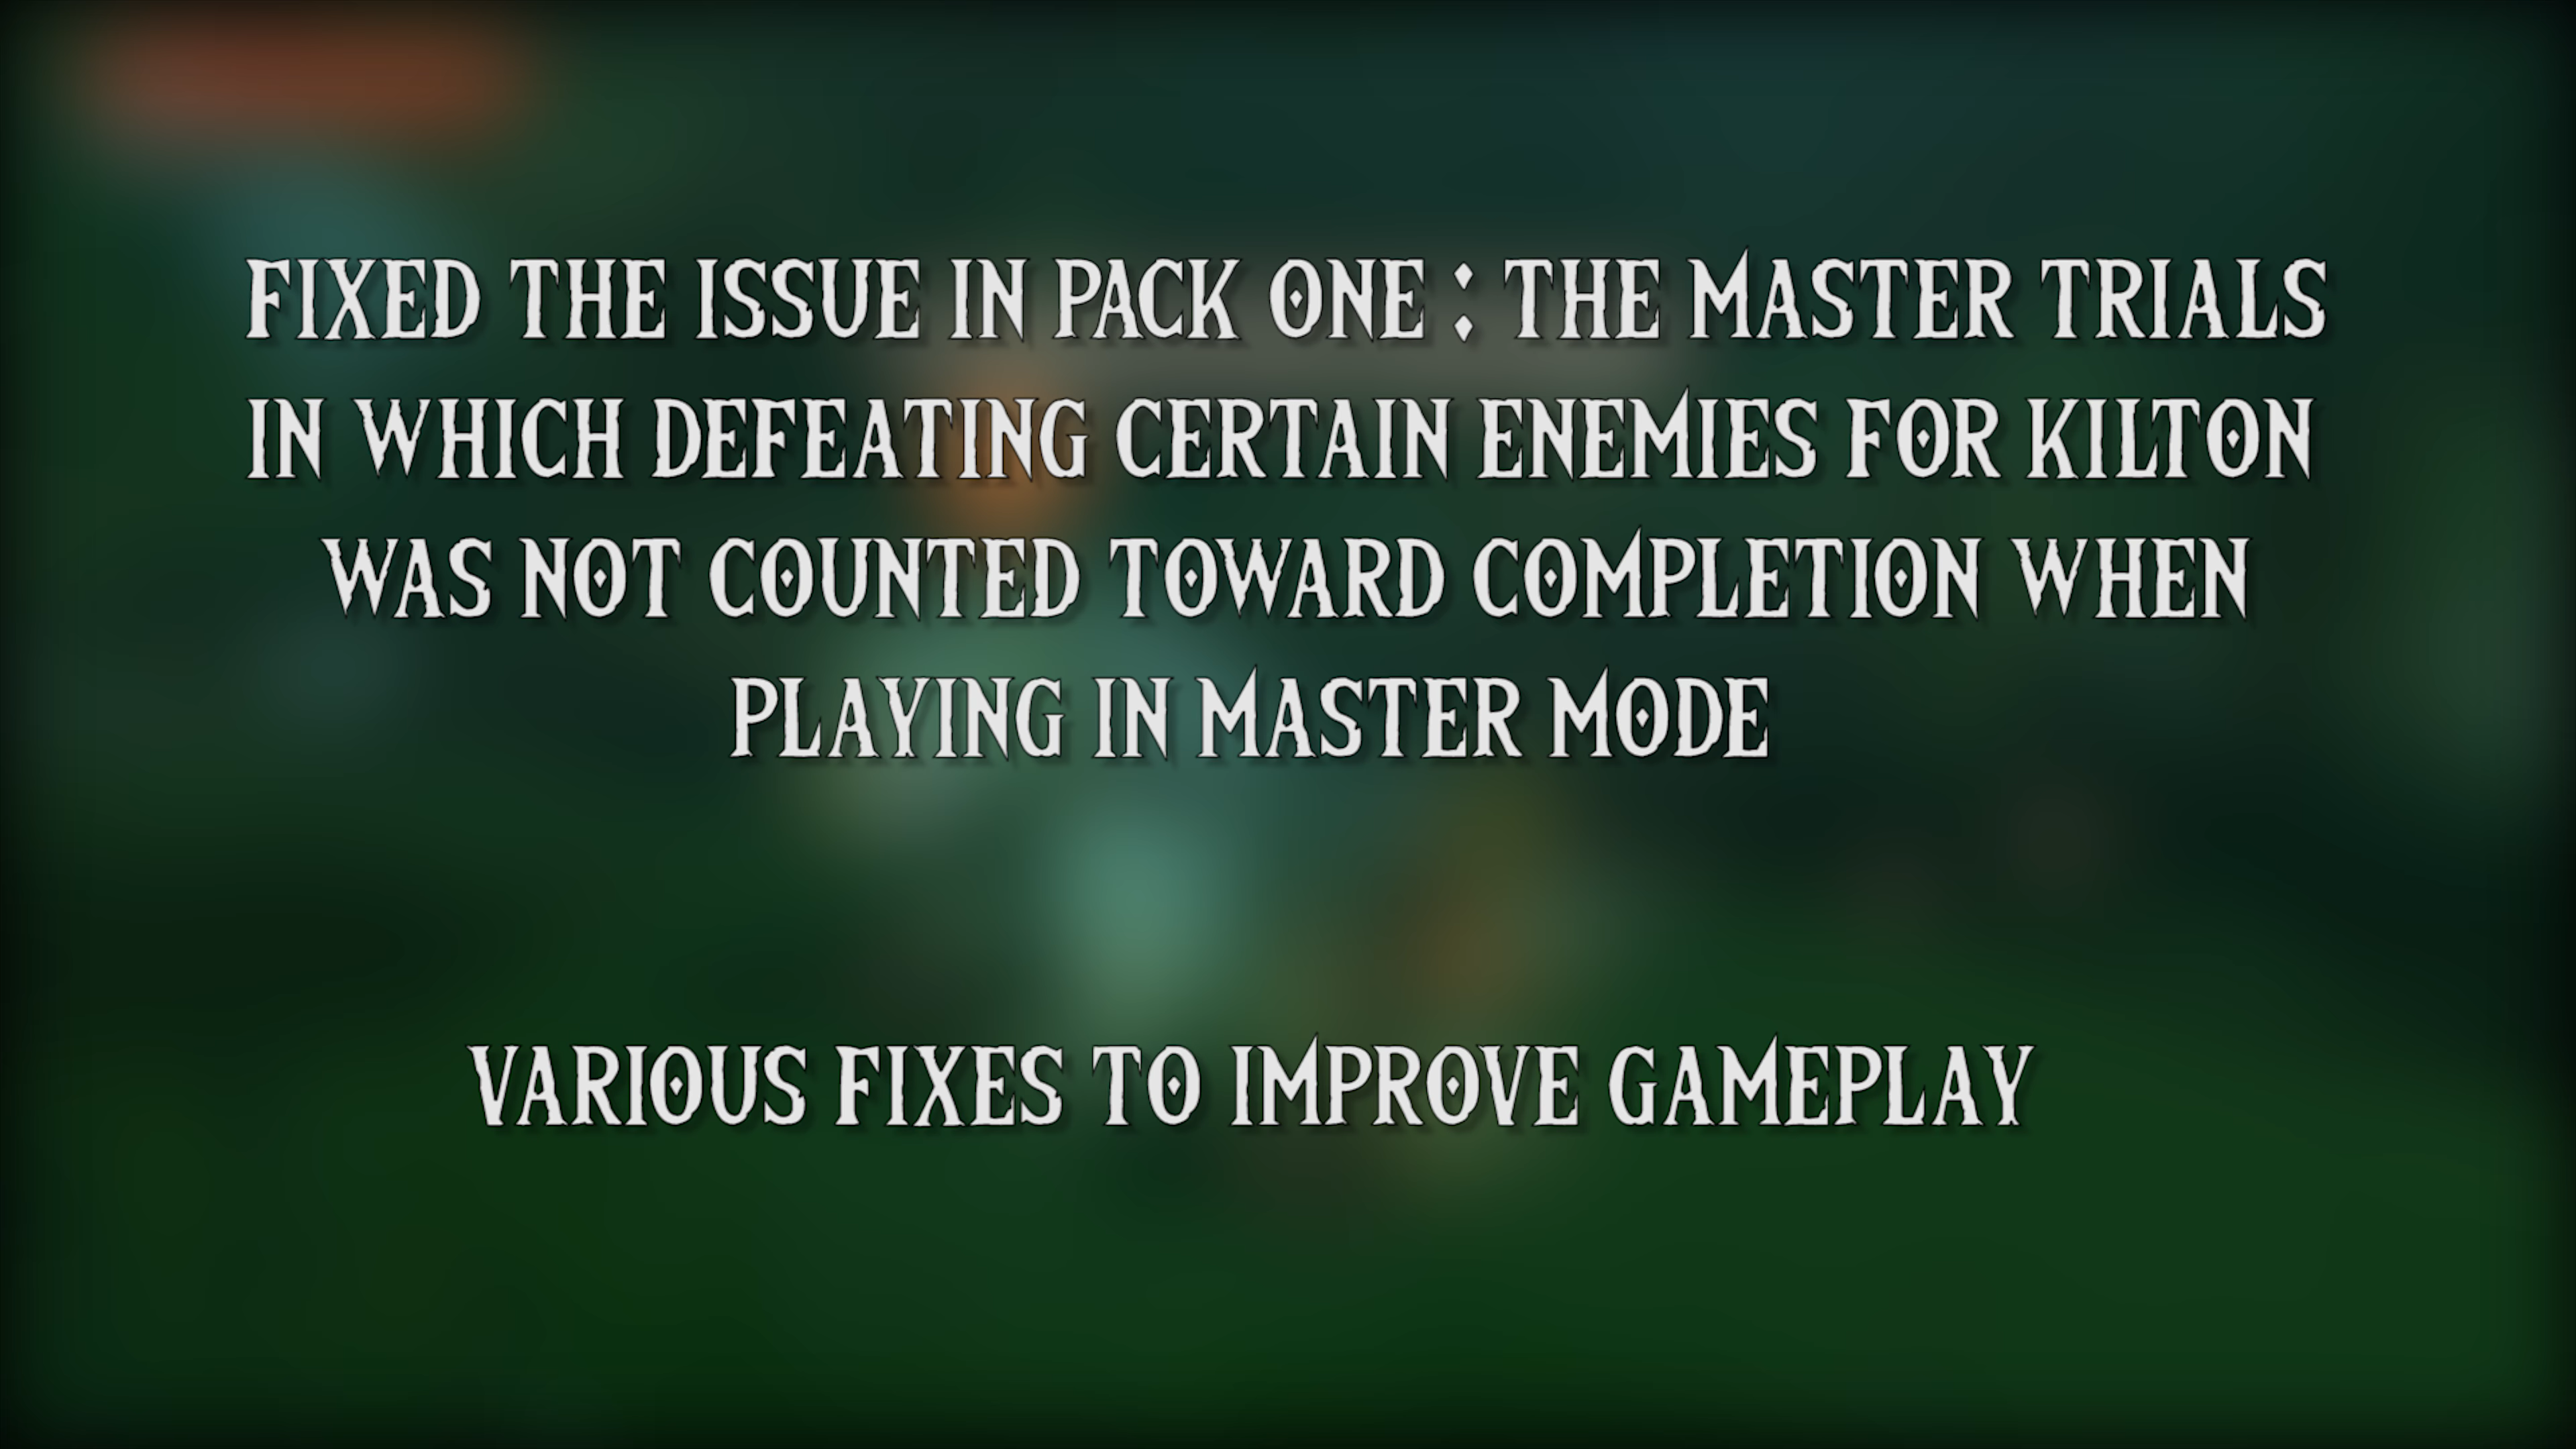 FIXED THE ISSUE IN PACK ONE : THE MASTER TRIALS
IN WHICH DEFEATING CERTAIN ENEMIES FOR KILTON
WAS NOT COUNTED TOWARD COMPLETION WHEN
PLAYING IN MASTER MODE
VARIOUS FIXES TO IMPROVE GAMEPLAY